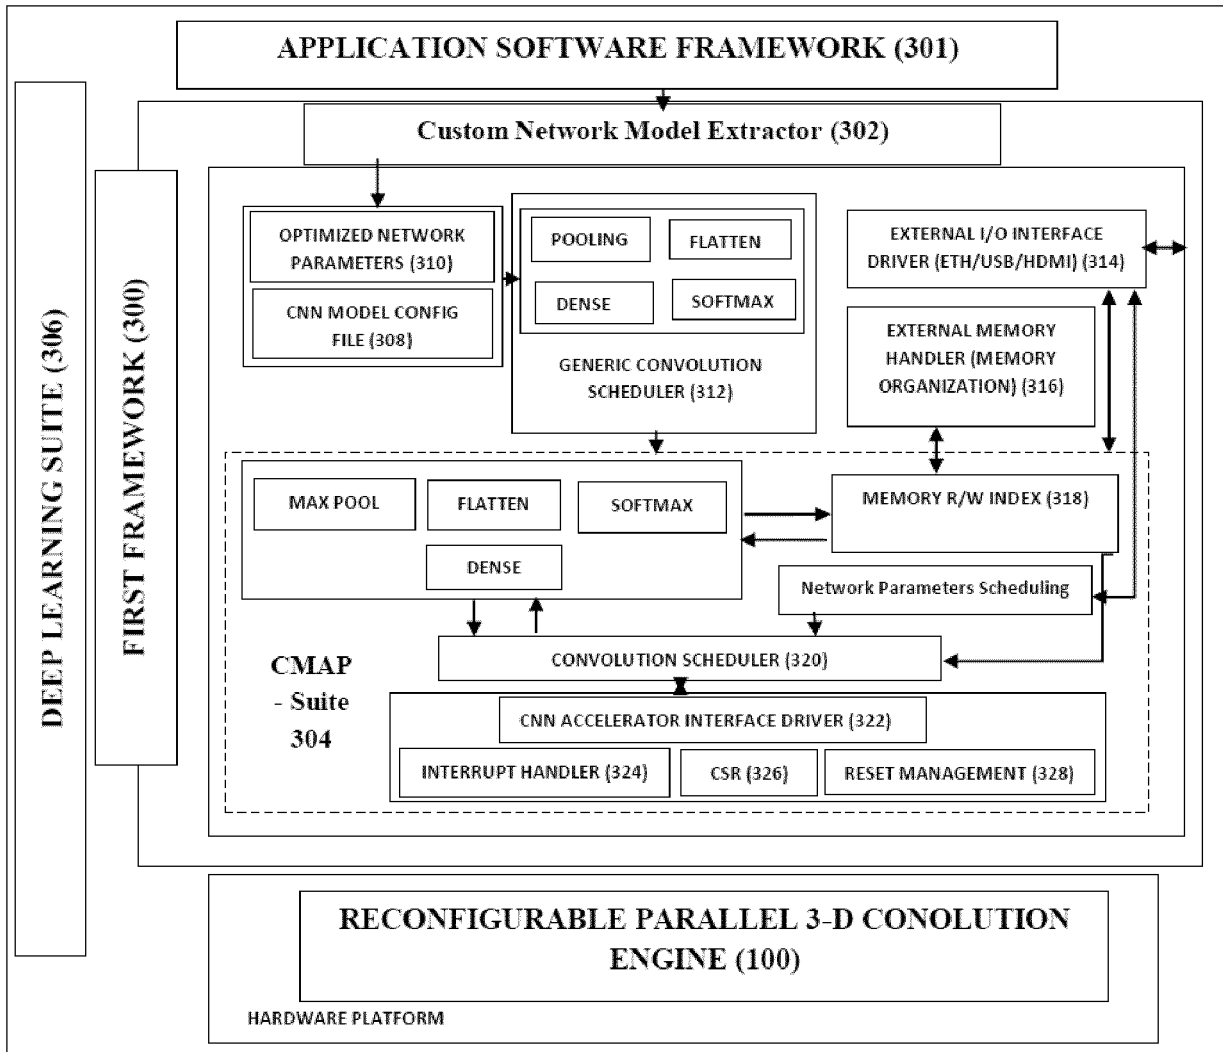 APPLICATION SOFTWARE FRAMEWORK (301)
Custom Network Model Extractor (302)
DEEP LEARNING SUITE (306)
FIRST FRAMEWORK (300)
OPTIMIZED NETWORK
PARAMETERS (310)
CNN MODEL CONFIG
FILE (308)
POOLING
FLATTEN
DENSE
SOFTMAX
GENERIC CONVOLUTION
SCHEDULER (312)
EXTERNAL I/O INTERFACE
DRIVER (ETH/USB/HDMI) (314)
EXTERNAL MEMORY
HANDLER (MEMORY
ORGANIZATION) (316)
MAX POOL
FLATTEN
SOFTMAX
DENSE
MEMORY R/W INDEX (318)
Network Parameters Scheduling
CONVOLUTION SCHEDULER (320)
CMAP
- Suite
304
CNN ACCELERATOR INTERFACE DRIVER (322)
INTERRUPT HANDLER (324)
CSR (326)
RESET MANAGEMENT (328)
RECONFIGURABLE PARALLEL 3-D CONOLUTION
ENGINE (100)
HARDWARE PLATFORM